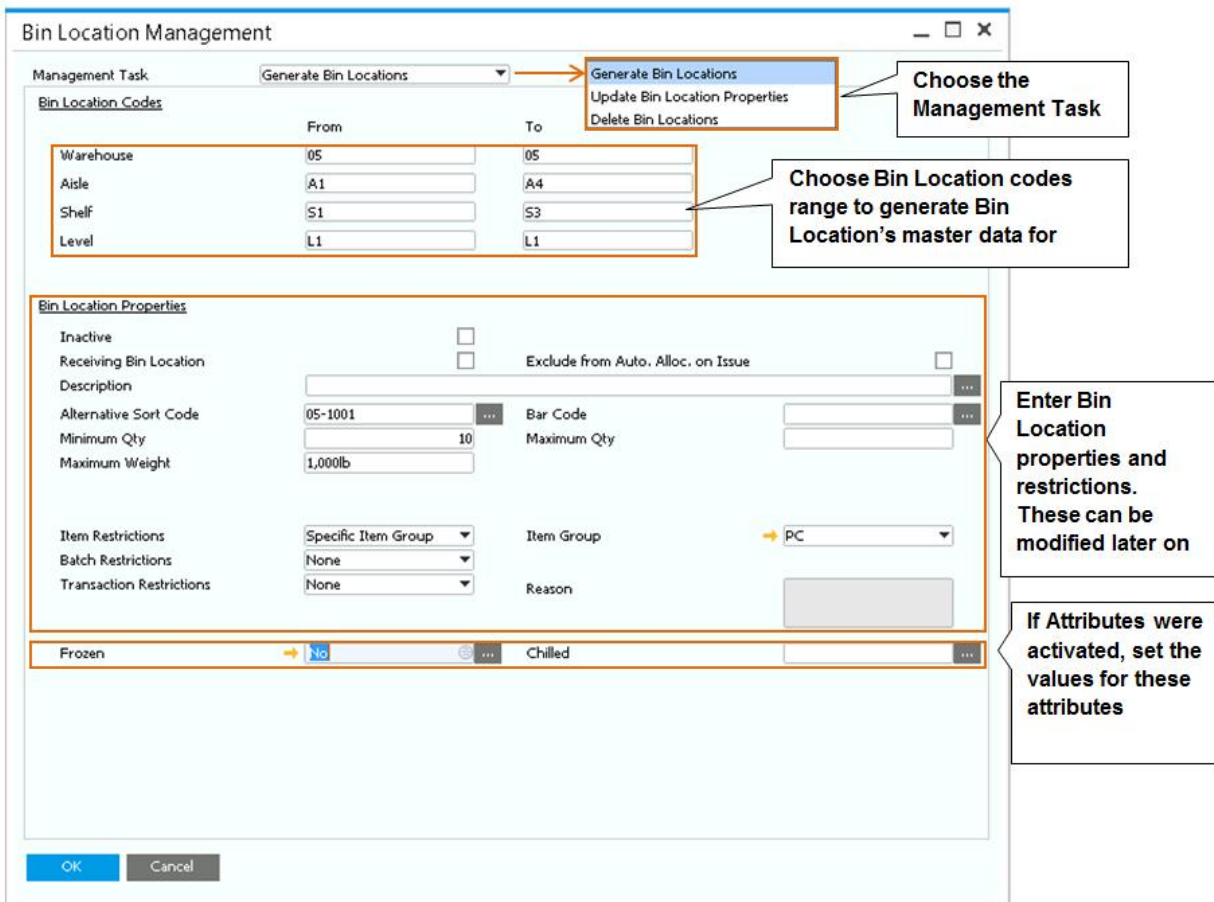 Bin Location Management
Management Task
Generate Bin Locations
Generate Bin Locations
Update Bin Location Properties
Delete Bin Locations
Choose the
Management Task
Bin Location Codes
From
To
Warehouse
05
05
Aisle
A1
A4
Shelf
S1
S3
Level
L1
L1
Choose Bin Location codes
range to generate Bin
Location's master data for
Bin Location Properties
Inactive
Receiving Bin Location
Exclude from Auto. Alloc. on Issue
Description
...
Alternative Sort Code
05-1001
...
Bar Code
...
Minimum Qty
10
Maximum Qty
Maximum Weight
1,000lb
Item Restrictions
Specific Item Group
Item Group
PC
Batch Restrictions
None
Transaction Restrictions
None
Reason
Enter Bin
Location
properties and
restrictions.
These can be
modified later on
Frozen
No
...
Chilled
...
If Attributes were
activated, set the
values for these
attributes
OK
Cancel